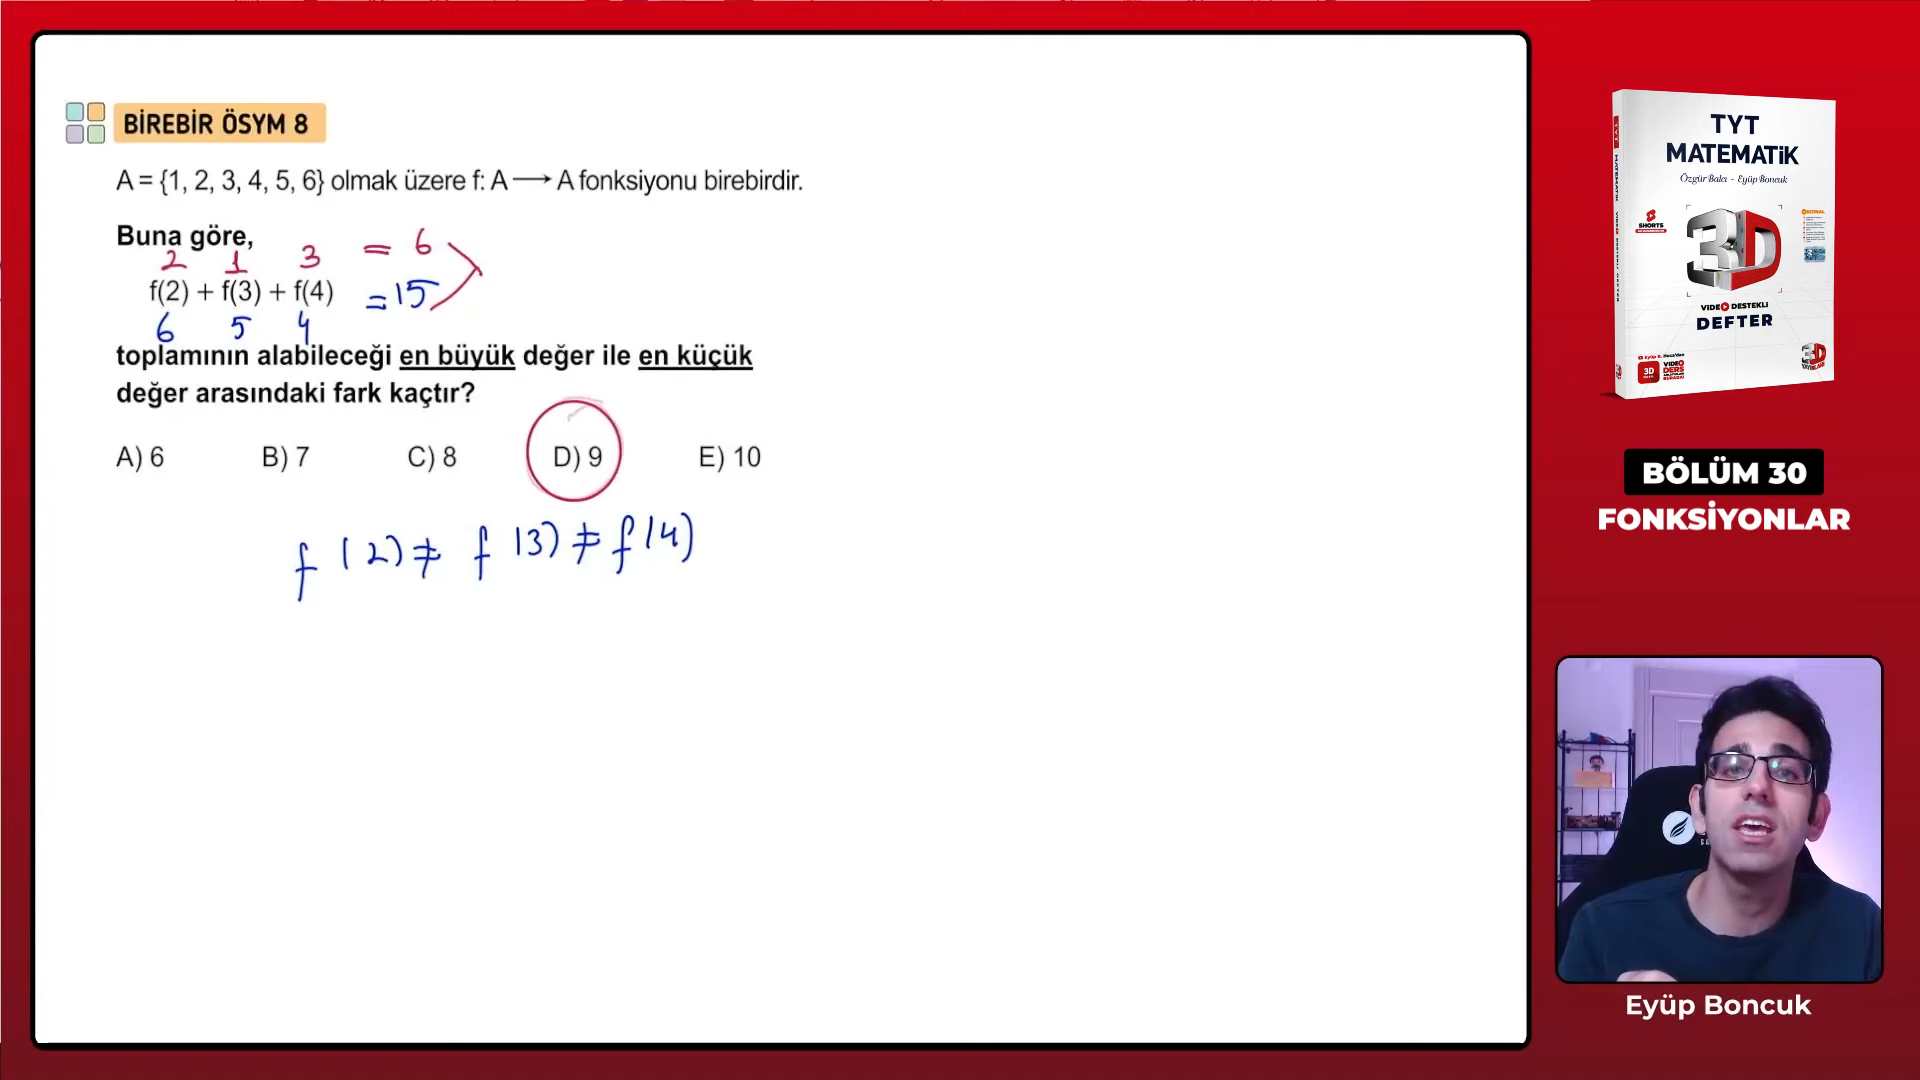 BİREBİR ÖSYM 8
A = {1, 2, 3, 4, 5, 6} olmak üzere f: A ⟶ A fonksiyonu birebirdir.
Buna göre,
2 1 3 = 6
f(2) + f(3) + f(4) = 15
6 5 4
toplamının alabileceği en büyük değer ile en küçük
değer arasındaki fark kaçtır?
A) 6 B) 7 C) 8 D) 9 E) 10
f(2) ≠ f(3) ≠ f(4)
TYT
MATEMATİK
Özgür Balcı - Eyüp Boncuk
SHORTS
3D
VIDEO DESTEKLİ
DEFTER
BÖLÜM 30
FONKSİYONLAR
Eyüp Boncuk